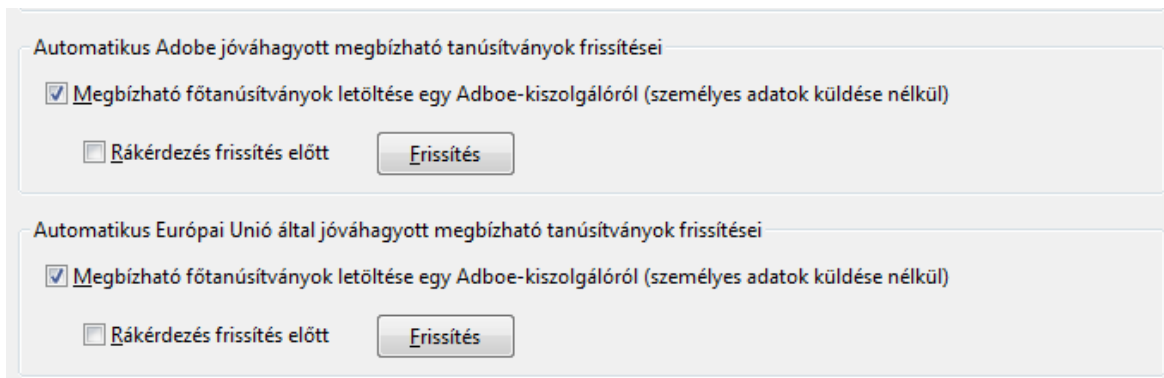 Automatikus Adobe jóváhagyott megbízható tanúsítványok frissítései
Megbízható főtanúsítványok letöltése egy Adboe-kiszolgálóról (személyes adatok küldése nélkül)
Rákérdezés frissítés előtt Frissítés
Automatikus Európai Unió által jóváhagyott megbízható tanúsítványok frissítései
Megbízható főtanúsítványok letöltése egy Adboe-kiszolgálóról (személyes adatok küldése nélkül)
Rákérdezés frissítés előtt Frissítés